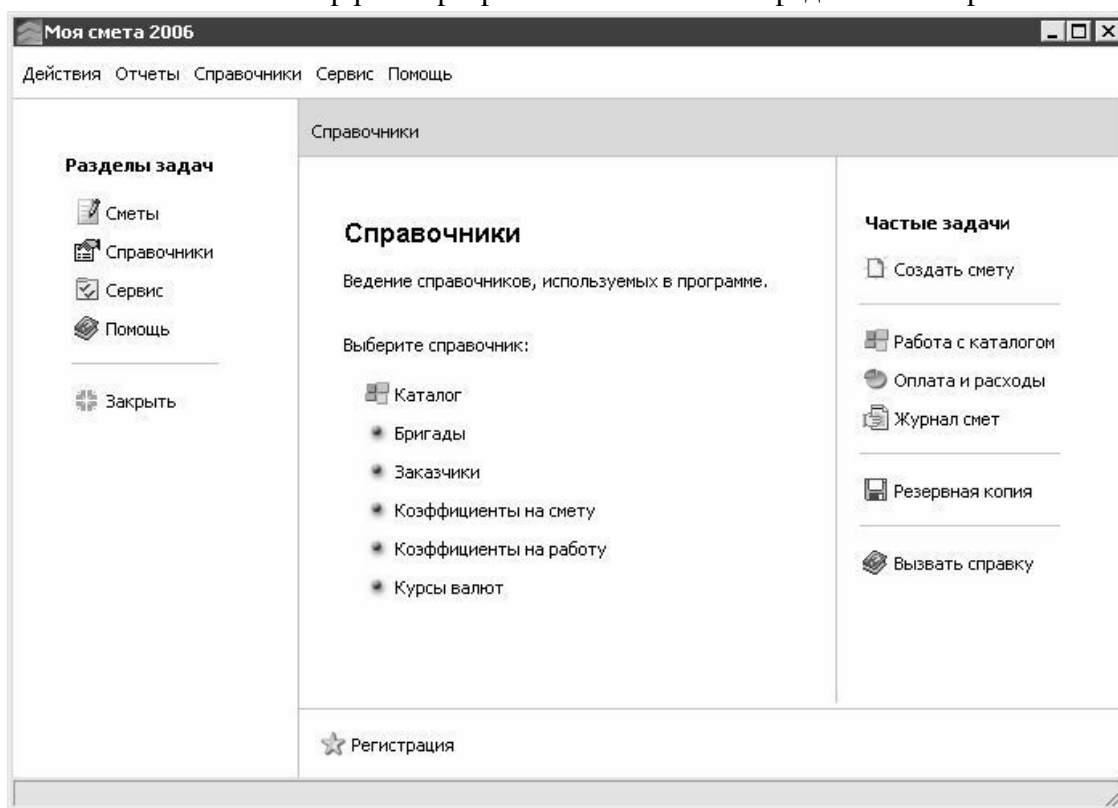 Моя смета 2006
Действия Отчеты Справочники Сервис Помощь
Справочники
Разделы задач
Сметы
Справочники
Сервис
Помощь
Закрыть
Справочники
Ведение справочников, используемых в программе.
Выберите справочник:
Каталог
Бригады
Заказчики
Коэффициенты на смету
Коэффициенты на работу
Курсы валют
Частые задачи
Создать смету
Работа с каталогом
Оплата и расходы
Журнал смет
Резервная копия
Вызвать справку
Регистрация